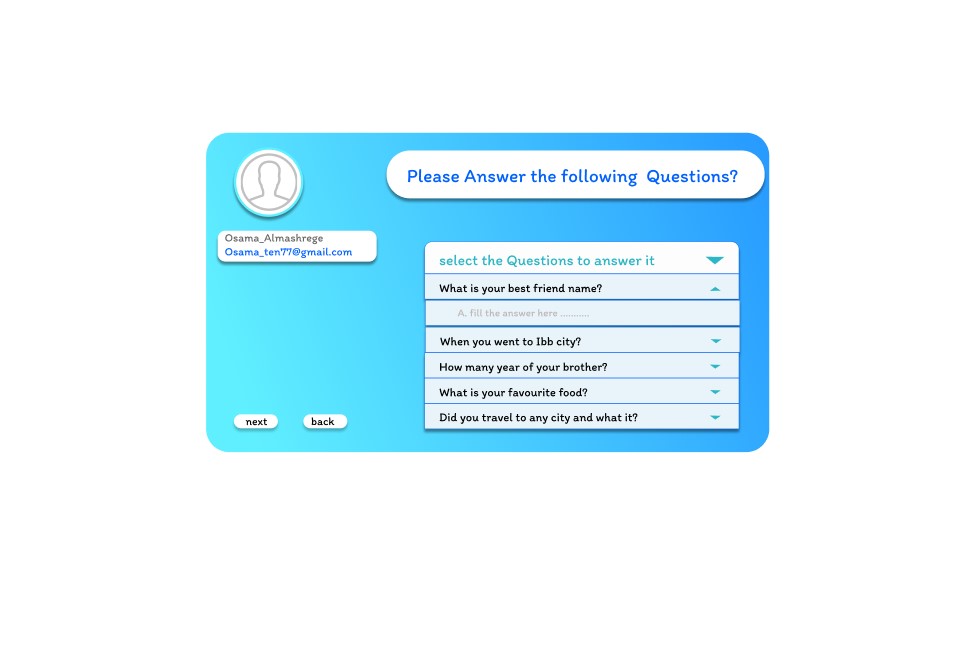 Please Answer the following Questions?
Osama_Almashrege
Osama_ten77@gmail.com
select the Questions to answer it
What is your best friend name?
A. fill the answer here ...........
When you went to Ibb city?
How many year of your brother?
What is your favourite food?
Did you travel to any city and what it?
next
back